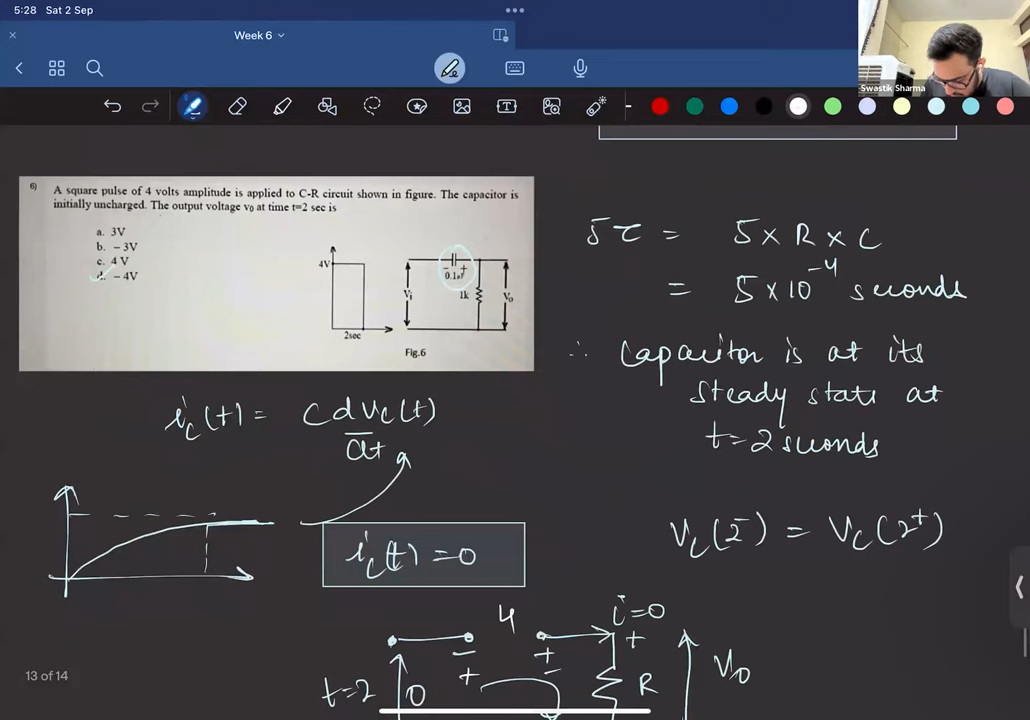 5:28 Sat 2 Sep
Week 6
Swastik Sharma
6) A square pulse of 4 volts amplitude is applied to C-R circuit shown in figure. The capacitor is
initially uncharged. The output voltage v0 at time t=2 sec is
a. 3V
b. – 3V
c. 4 V
d. – 4V
4V
2sec
Vi
0.1μf
1k
Vo
Fig.6
5τ = 5 × R × C
= 5 × 10⁻⁴ seconds
∴ Capacitor is at its
steady state at
t=2 seconds
ic(t) = C dVc(t)
dt
ic(t) = 0
Vc(2⁻) = Vc(2⁺)
4
i=0
– + +
+ –
t=2
0
R
Vo
13 of 14